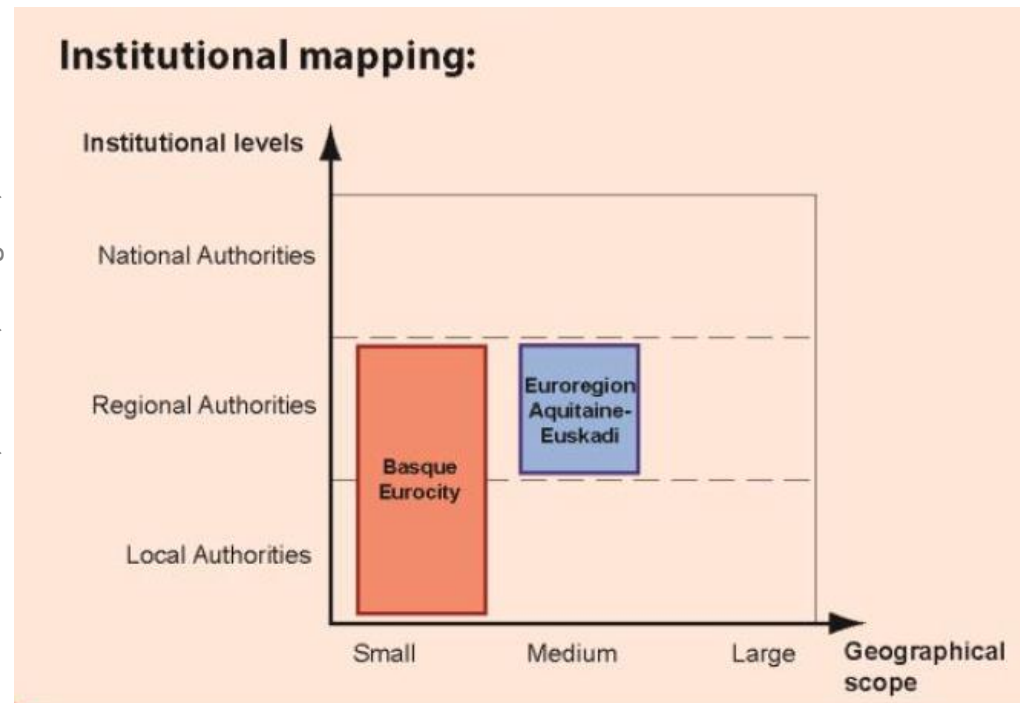 Institutional mapping:
Institutional levels
National Authorities
Regional Authorities
Local Authorities
Basque
Eurocity
Euroregion
Aquitaine-
Euskadi
Small
Medium
Large
Geographical
scope